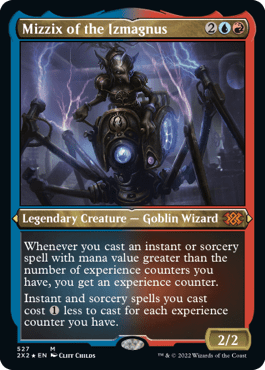 Mizzix of the Izmagnus 2
Legendary Creature — Goblin Wizard
Whenever you cast an instant or sorcery
spell with mana value greater than the
number of experience counters you
have, you get an experience counter.
Instant and sorcery spells you cast
cost 1 less to cast for each experience
counter you have.
2/2
527 M
2X2 ★ EN Cliff Childs
™ & © 2022 Wizards of the Coast